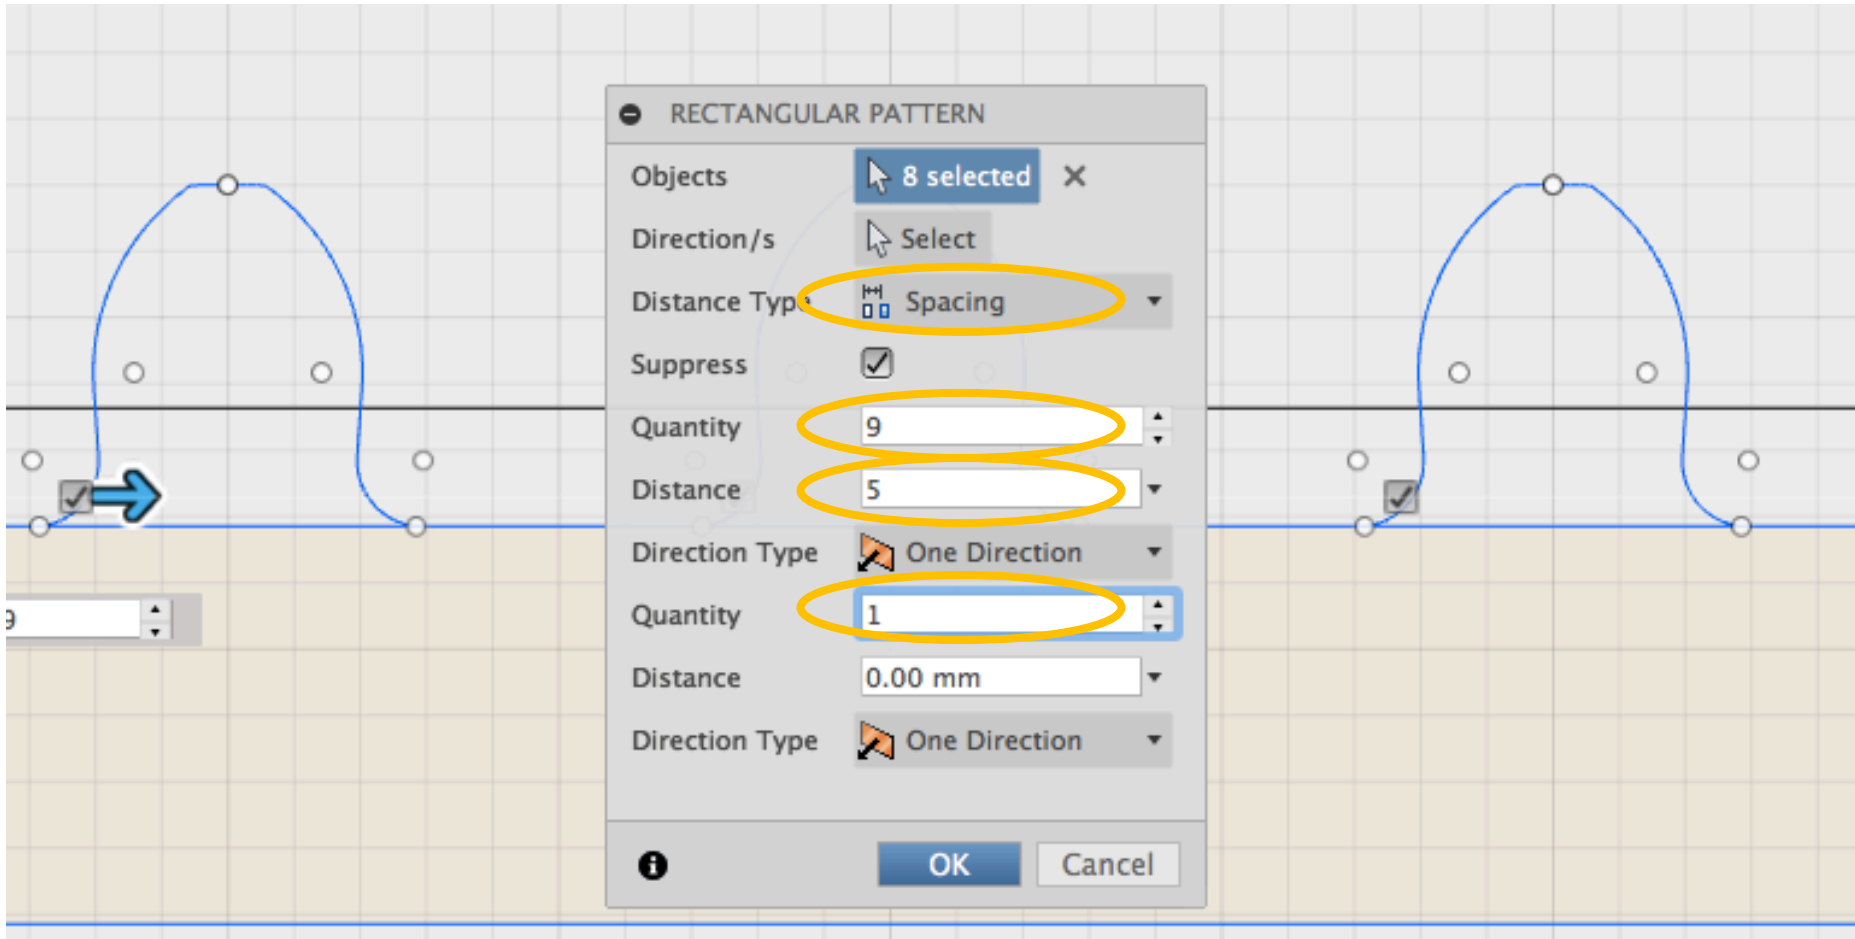 RECTANGULAR PATTERN
Objects 8 selected
Direction/s Select
Distance Type Spacing
Suppress
Quantity 9
Distance 5
Direction Type One Direction
Quantity 1
9
Distance 0.00 mm
Direction Type One Direction
OK Cancel